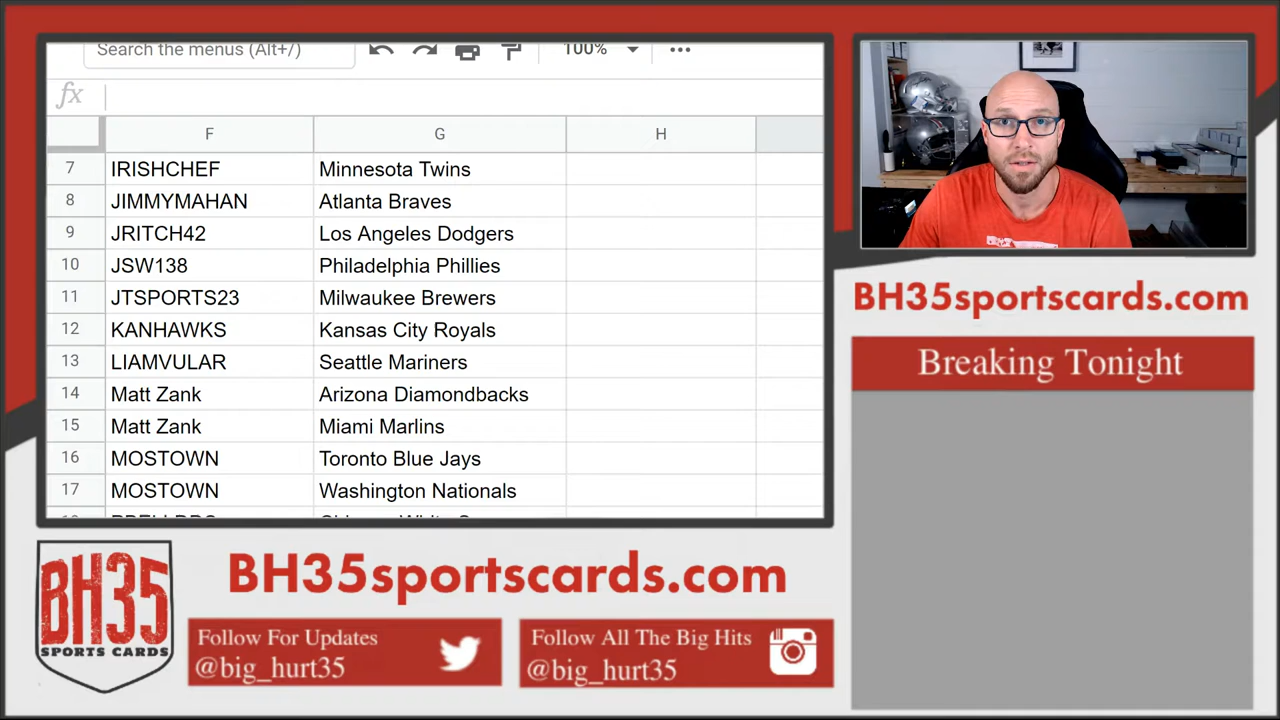 Search the menus (Alt+/)
100%
fx
F G H
7 IRISHCHEF Minnesota Twins
8 JIMMYMAHAN Atlanta Braves
9 JRITCH42 Los Angeles Dodgers
10 JSW138 Philadelphia Phillies
11 JTSPORTS23 Milwaukee Brewers
12 KANHAWKS Kansas City Royals
13 LIAMVULAR Seattle Mariners
14 Matt Zank Arizona Diamondbacks
15 Matt Zank Miami Marlins
16 MOSTOWN Toronto Blue Jays
17 MOSTOWN Washington Nationals
BH35sportscards.com
Breaking Tonight
BH35
SPORTS CARDS
BH35sportscards.com
Follow For Updates
@big_hurt35
Follow All The Big Hits
@big_hurt35